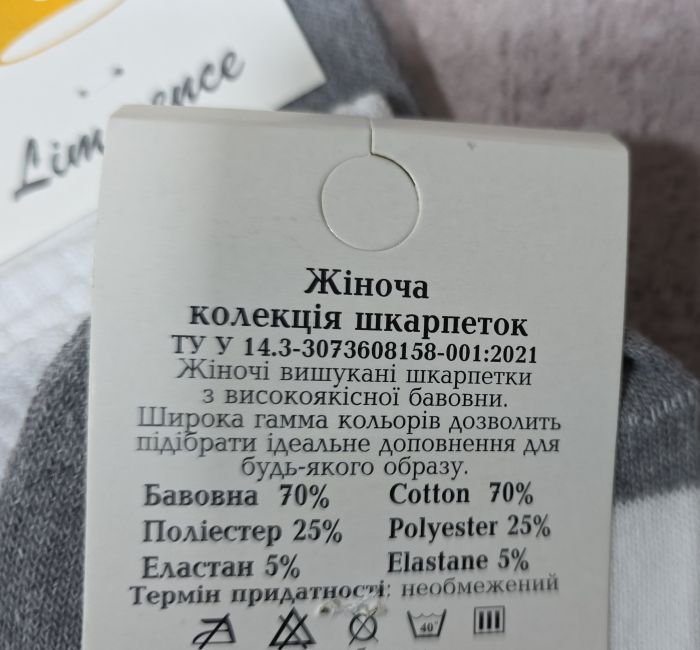 Жіноча
колекція шкарпеток
ТУ У 14.3-3073608158-001:2021
Жіночі вишукані шкарпетки
з високоякісної бавовни.
Широка гамма кольорів дозволить
підібрати ідеальне доповнення для
будь-якого образу.
Бавовна 70% Cotton 70%
Поліестер 25% Polyester 25%
Еластан 5% Elastane 5%
Термін придатності: необмежений
40°